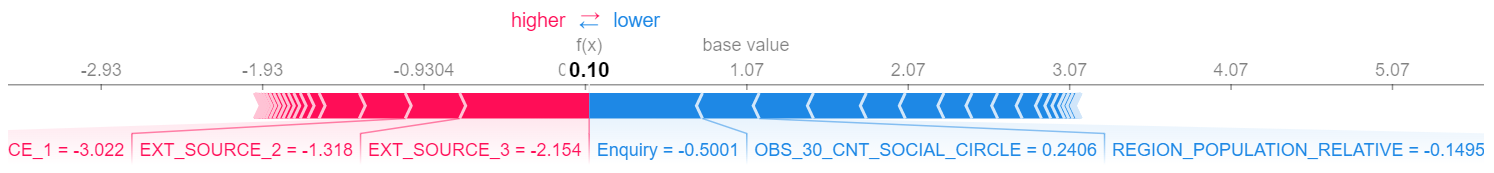 higher ⇄ lower
f(x) base value
-2.93 -1.93 -0.9304 0.10 1.07 2.07 3.07 4.07 5.07
CE_1 = -3.022 EXT_SOURCE_2 = -1.318 EXT_SOURCE_3 = -2.154 Enquiry = -0.5001 OBS_30_CNT_SOCIAL_CIRCLE = 0.2406 REGION_POPULATION_RELATIVE = -0.1495